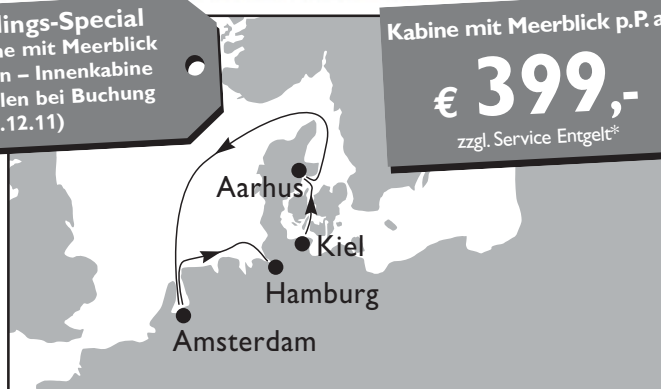 lings-Special
ne mit Meerblick
n – Innenkabine
len bei Buchung
.12.11)
Kabine mit Meerblick p.P. a
€ 399,-
zzgl. Service Entgelt*
Aarhus
Kiel
Hamburg
Amsterdam